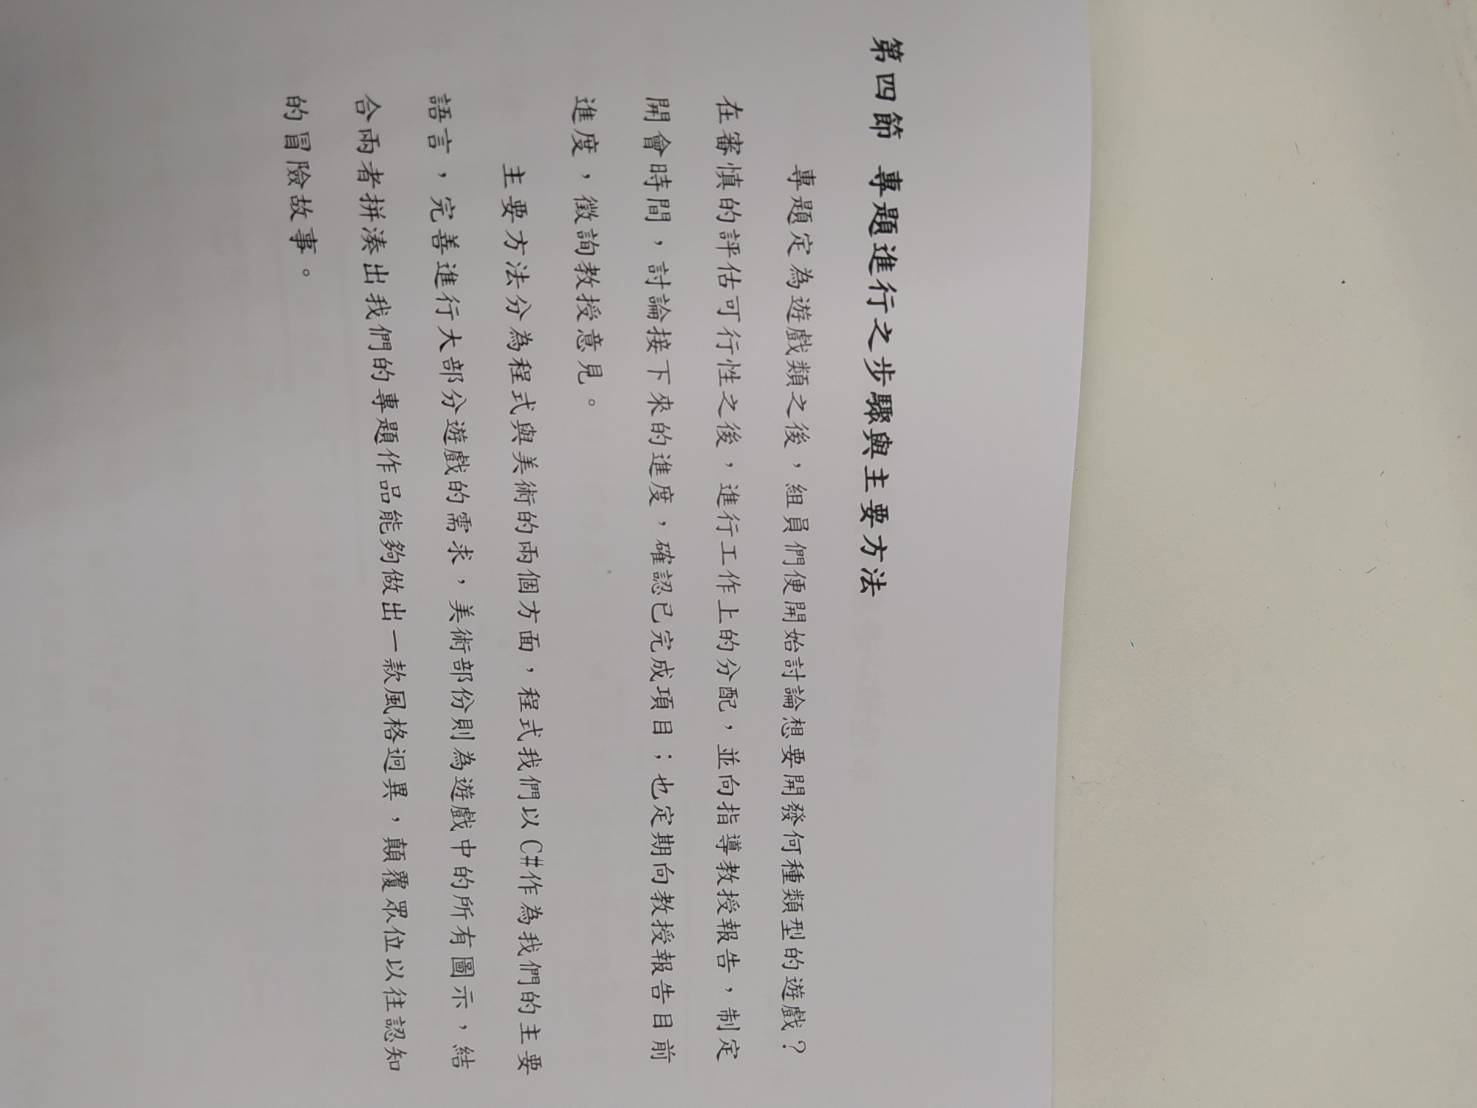 第四節 專題進行之步驟與主要方法
專題定為遊戲類之後，組員們便開始討論想要開發何種類型的遊戲？
在審慎的評估可行性之後，進行工作上的分配，並向指導教授報告，制定
開會時間，討論接下來的進度，確認已完成項目；也定期向教授報告目前
進度，徵詢教授意見。
主要方法分為程式與美術的兩個方面，程式我們以 C#作為我們的主要
語言，完善進行大部分遊戲的需求，美術部份則為遊戲中的所有圖示，結
合兩者拼湊出我們的專題作品能夠做出一款風格迥異，顛覆眾位以往認知
的冒險故事。